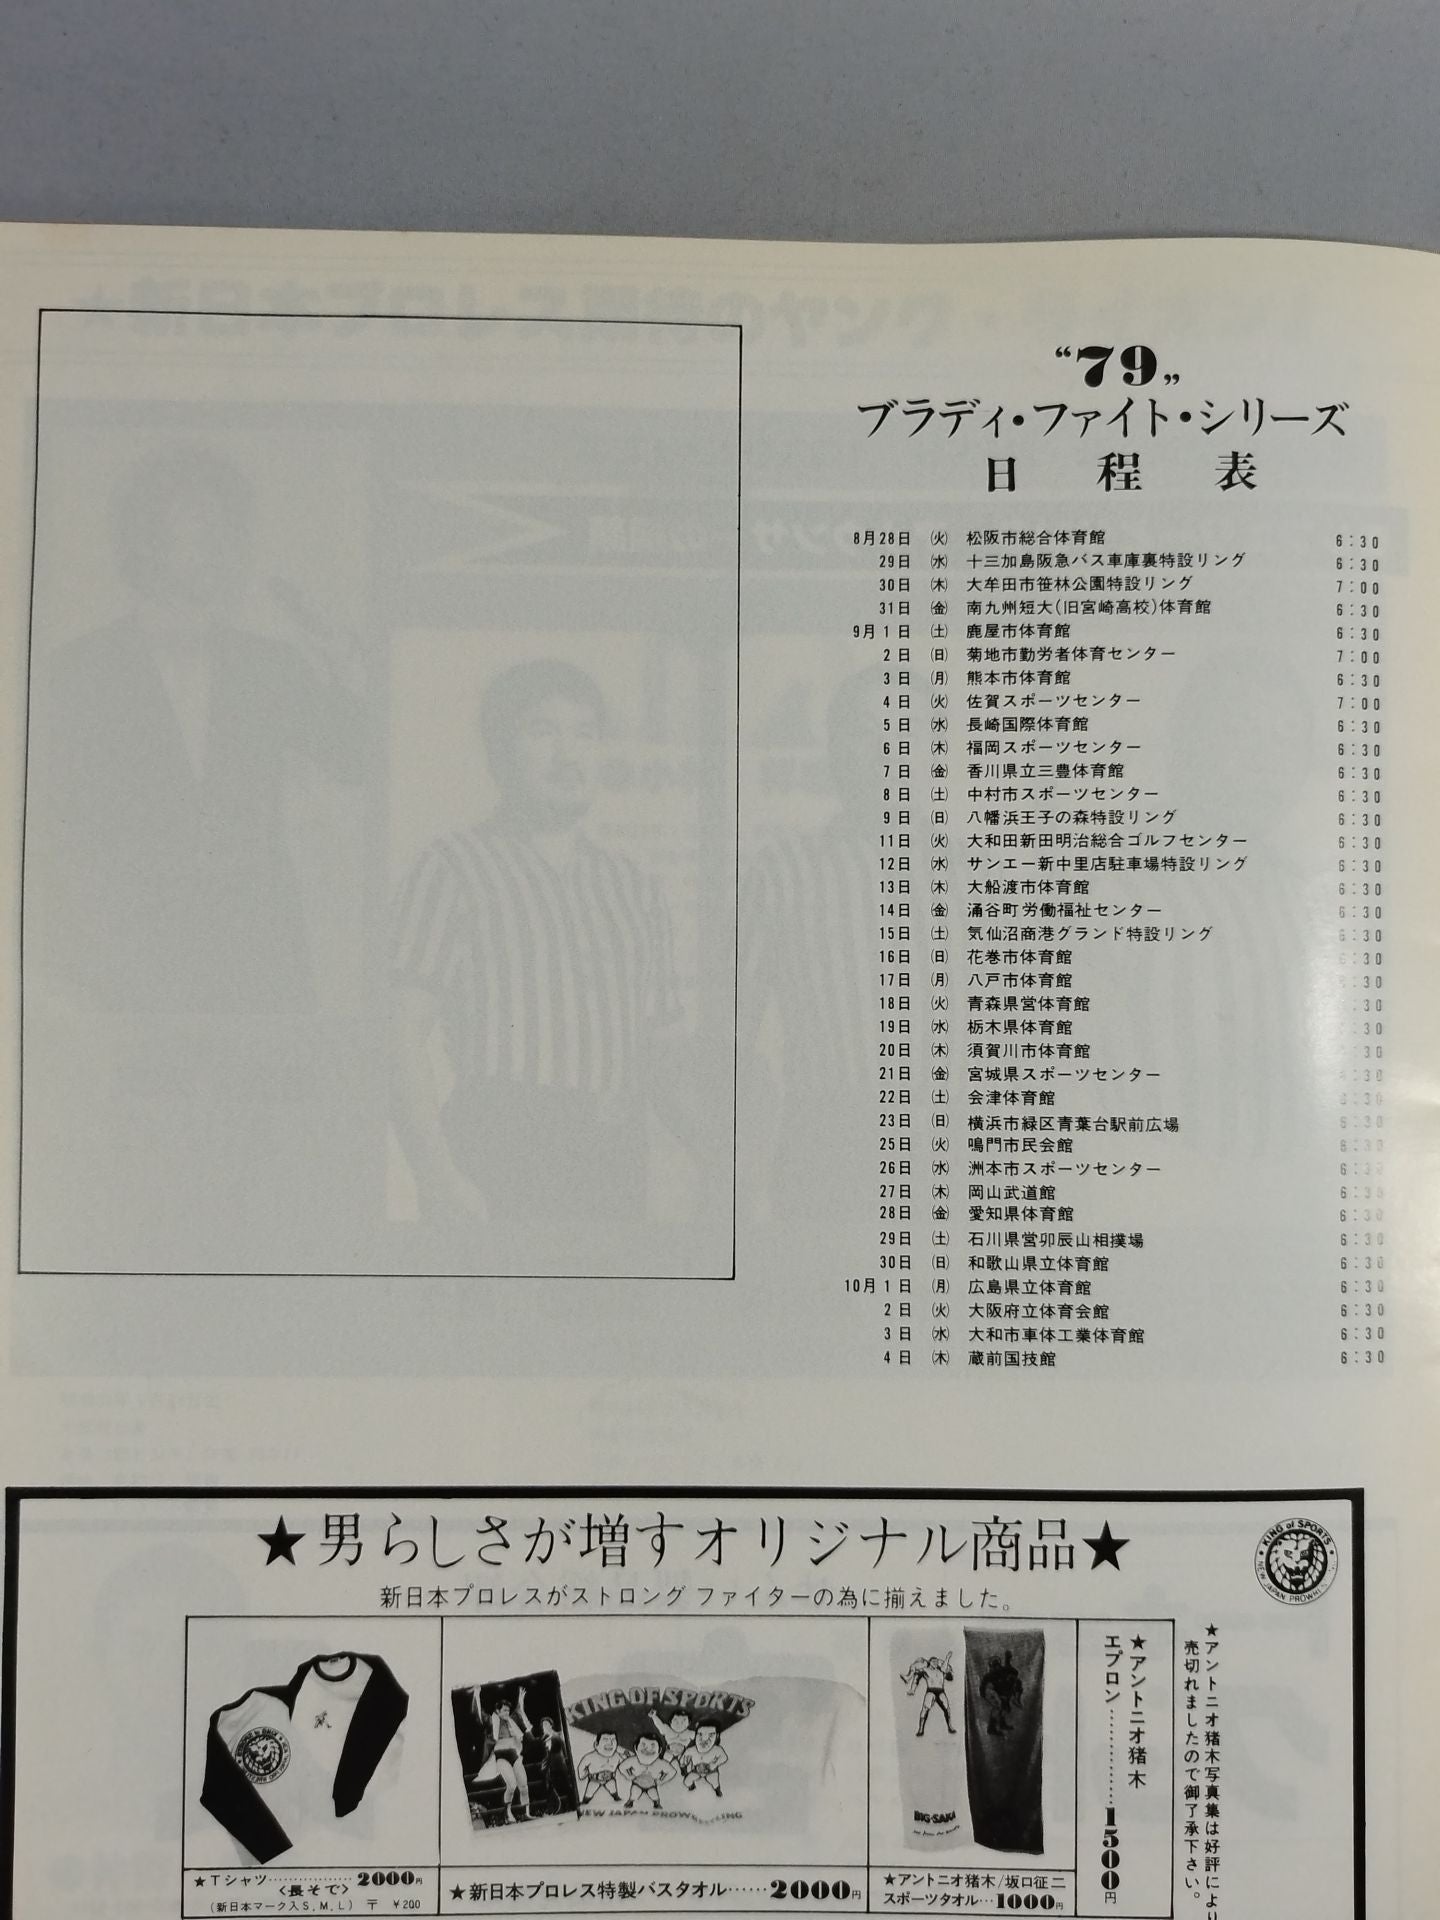 “79„
ブラディ・ファイト・シリーズ
日程表
8月28日 ㈫ 松阪市総合体育館 6:30
29日 ㈬ 十三加島阪急バス車庫裏特設リング 6:30
30日 ㈭ 大牟田市笹林公園特設リング 7:00
31日 ㈮ 南九州短大(旧宮崎高校)体育館 6:30
9月1日 ㈯ 鹿屋市体育館 6:30
2日 ㈰ 菊地市勤労者体育センター 7:00
3日 ㈪ 熊本市体育館 6:30
4日 ㈫ 佐賀スポーツセンター 7:00
5日 ㈬ 長崎国際体育館 6:30
6日 ㈭ 福岡スポーツセンター 6:30
7日 ㈮ 香川県立三豊体育館 6:30
8日 ㈯ 中村市スポーツセンター 6:30
9日 ㈰ 八幡浜王子の森特設リング 6:30
11日 ㈫ 大和田新田明治総合ゴルフセンター 6:30
12日 ㈬ サンエー新中里店駐車場特設リング 6:30
13日 ㈭ 大船渡市体育館 6:30
14日 ㈮ 涌谷町労働福祉センター 6:30
15日 ㈯ 気仙沼商港グランド特設リング 6:30
16日 ㈰ 花巻市体育館 6:30
17日 ㈪ 八戸市体育館 6:30
18日 ㈫ 青森県営体育館 6:30
19日 ㈬ 栃木県体育館 6:30
20日 ㈭ 須賀川市体育館 6:30
21日 ㈮ 宮城県スポーツセンター 6:30
22日 ㈯ 会津体育館 6:30
23日 ㈰ 横浜市緑区青葉台駅前広場 6:30
25日 ㈫ 鳴門市民会館 6:30
26日 ㈬ 洲本市スポーツセンター 6:30
27日 ㈭ 岡山武道館 6:30
28日 ㈮ 愛知県体育館 6:30
29日 ㈯ 石川県営卯辰山相撲場 6:30
30日 ㈰ 和歌山県立体育館 6:30
10月1日 ㈪ 広島県立体育館 6:30
2日 ㈫ 大阪府立体育会館 6:30
3日 ㈬ 大和市車体工業体育館 6:30
4日 ㈭ 蔵前国技館 6:30
★男らしさが増すオリジナル商品★
新日本プロレスがストロングファイターの為に揃えました。
KING of SPORTS
KING OF SPORTS
NEW JAPAN PROWRESTLING
BIG-SAKA
★Tシャツ………………2000円
〈長そで〉
(新日本マーク入S.M.L) 〒 ¥200
★新日本プロレス特製バスタオル……2000円
★アントニオ猪木/坂口征二
スポーツタオル…1000円
★アントニオ猪木
エプロン……………1500円
★アントニオ猪木写真集は好評により
売切れましたので御了承下さい。